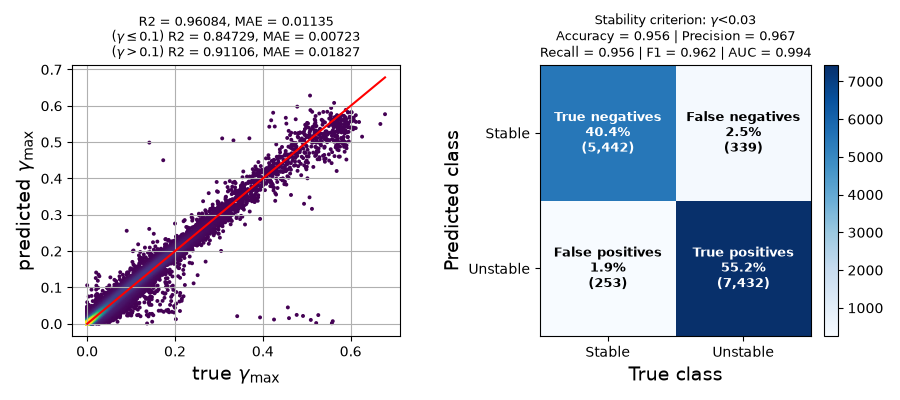 R2 = 0.96084, MAE = 0.01135
(γ ≤ 0.1) R2 = 0.84729, MAE = 0.00723
(γ > 0.1) R2 = 0.91106, MAE = 0.01827
0.7
0.6
0.5
0.4
0.3
0.2
0.1
0.0
predicted γmax
0.0 0.2 0.4 0.6
true γmax
Stability criterion: γ<0.03
Accuracy = 0.956 | Precision = 0.967
Recall = 0.956 | F1 = 0.962 | AUC = 0.994
Predicted class
Stable
Unstable
True negatives
40.4%
(5,442)
False negatives
2.5%
(339)
False positives
1.9%
(253)
True positives
55.2%
(7,432)
Stable Unstable
True class
7000
6000
5000
4000
3000
2000
1000